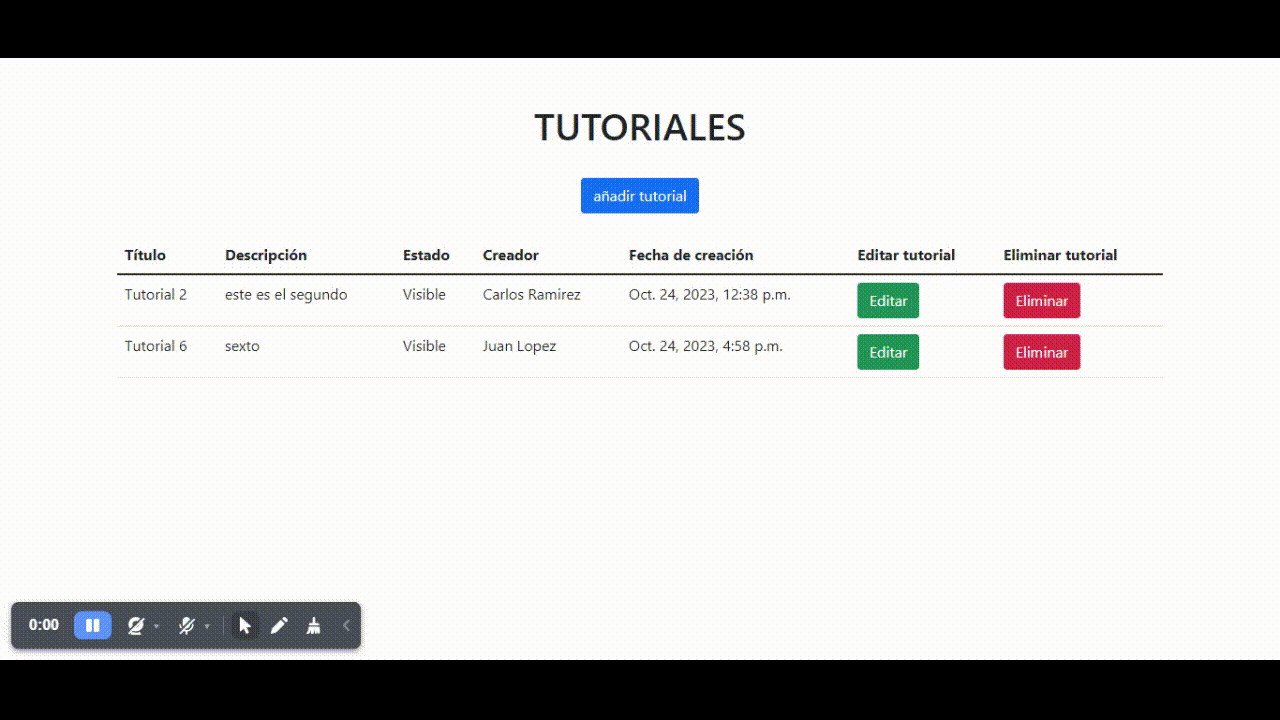 TUTORIALES
añadir tutorial
Título Descripción Estado Creador Fecha de creación Editar tutorial Eliminar tutorial
Tutorial 2 este es el segundo Visible Carlos Ramirez Oct. 24, 2023, 12:38 p.m. Editar Eliminar
Tutorial 6 sexto Visible Juan Lopez Oct. 24, 2023, 4:58 p.m. Editar Eliminar
0:00